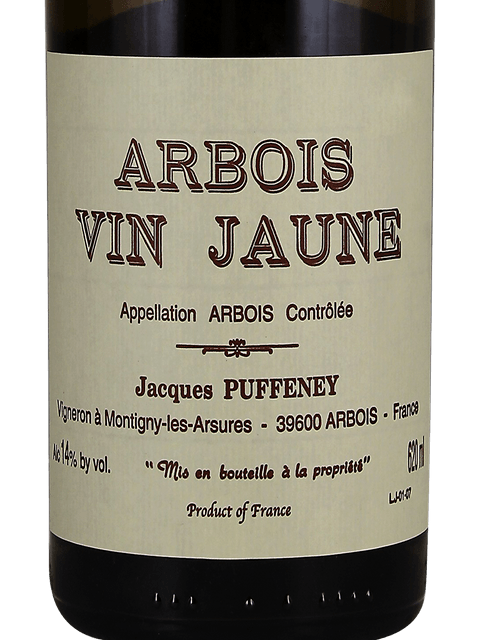 ARBOIS
VIN JAUNE
Appellation ARBOIS Contrôlée
Jacques PUFFENEY
Vigneron à Montigny-les-Arsures - 39600 ARBOIS - France
Alc 14% by vol. "Mis en bouteille à la propriété" 620 ml
L.J-01-07
Product of France